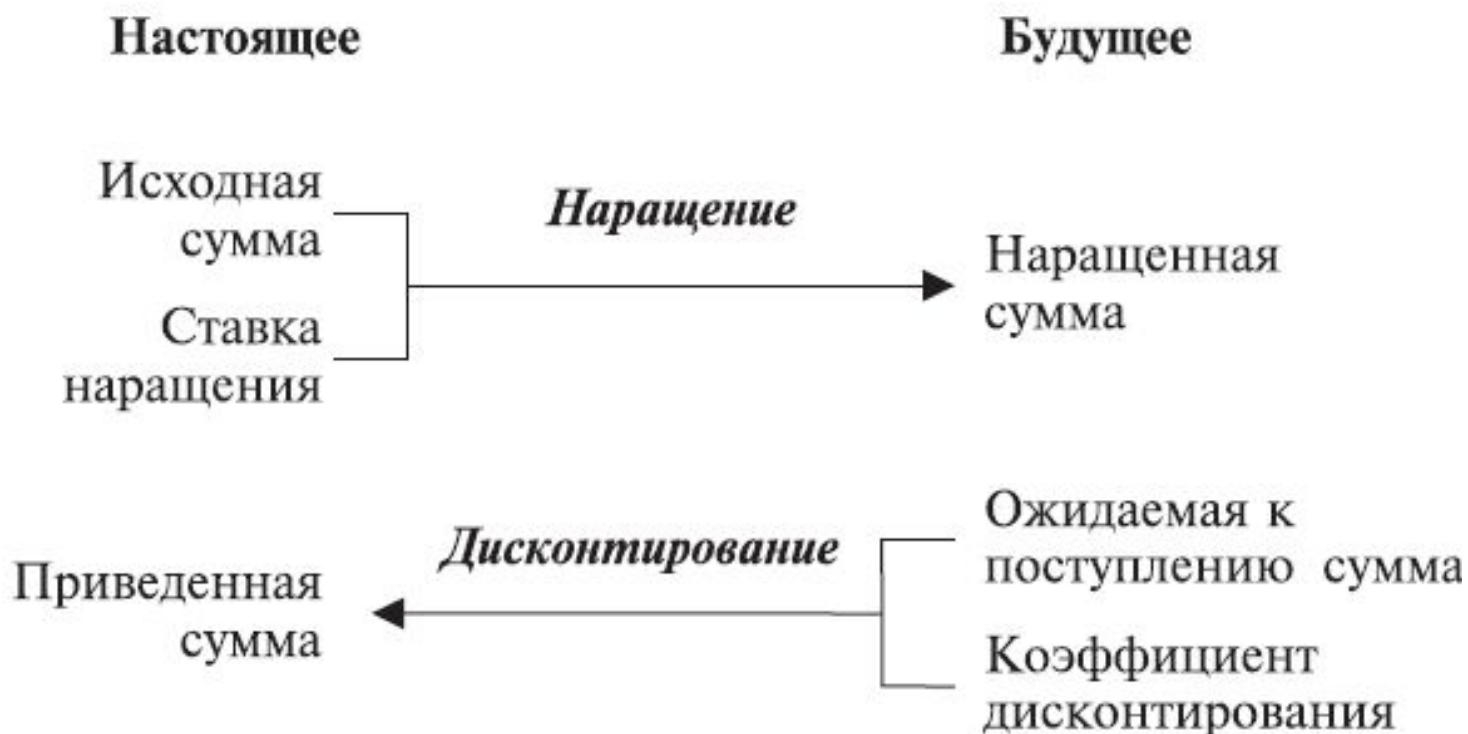 Настоящее
Будущее
Исходная
сумма
Ставка
наращения
Наращение
Наращенная
сумма
Приведенная
сумма
Дисконтирование
Ожидаемая к
поступлению сумма
Коэффициент
дисконтирования